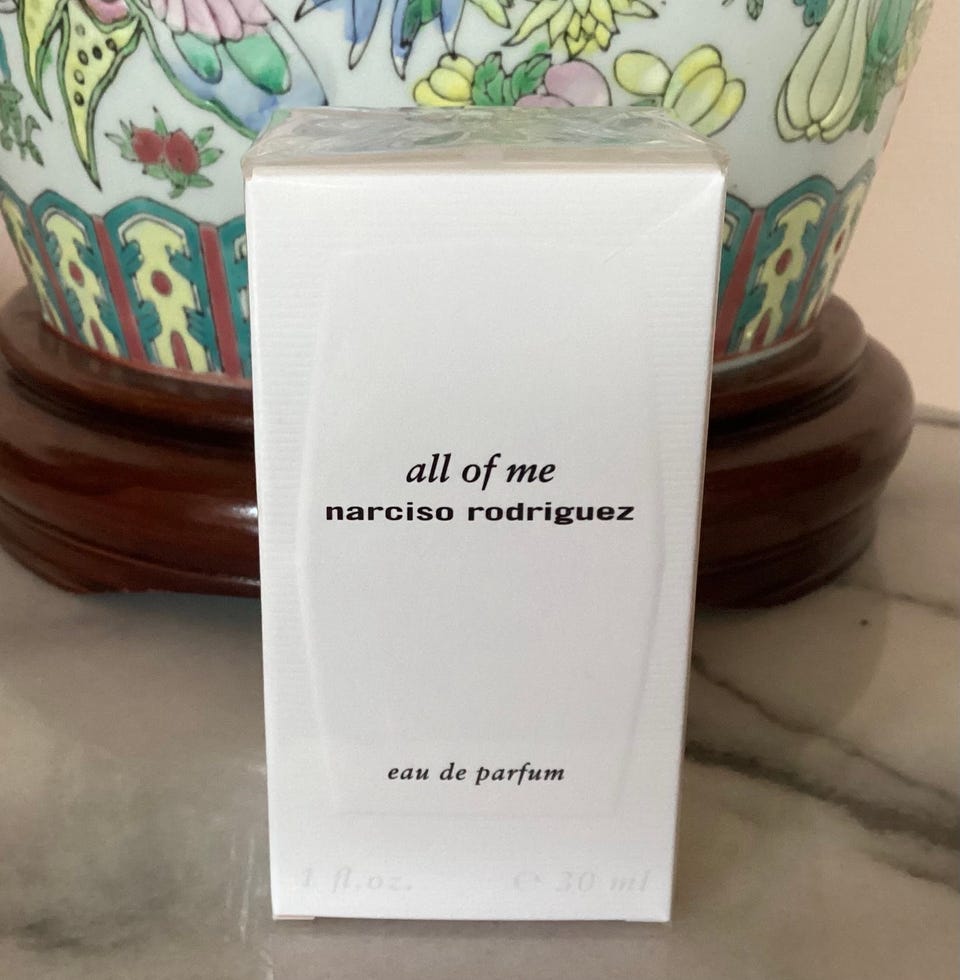 all of me
narciso rodriguez
eau de parfum
1 fl.oz. ℮ 30 ml